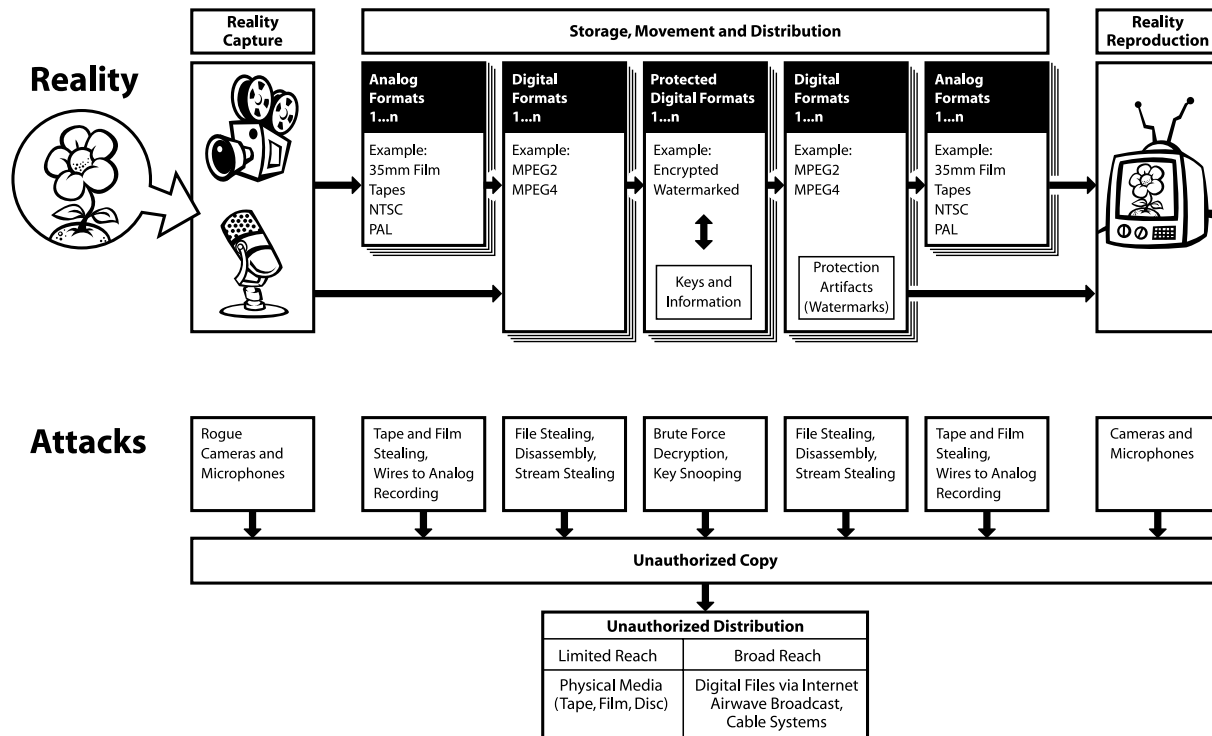 Reality
Capture
Storage, Movement and Distribution
Reality
Reproduction
Reality
Analog
Formats
1...n
Example:
35mm Film
Tapes
NTSC
PAL
Digital
Formats
1...n
Example:
MPEG2
MPEG4
Protected
Digital Formats
1...n
Example:
Encrypted
Watermarked
Keys and
Information
Digital
Formats
1...n
Example:
MPEG2
MPEG4
Protection
Artifacts
(Watermarks)
Analog
Formats
1...n
Example:
35mm Film
Tapes
NTSC
PAL
Attacks
Rogue
Cameras and
Microphones
Tape and Film
Stealing,
Wires to Analog
Recording
File Stealing,
Disassembly,
Stream Stealing
Brute Force
Decryption,
Key Snooping
File Stealing,
Disassembly,
Stream Stealing
Tape and Film
Stealing,
Wires to Analog
Recording
Cameras and
Microphones
Unauthorized Copy
Unauthorized Distribution
Limited Reach
Broad Reach
Physical Media
(Tape, Film, Disc)
Digital Files via Internet
Airwave Broadcast,
Cable Systems